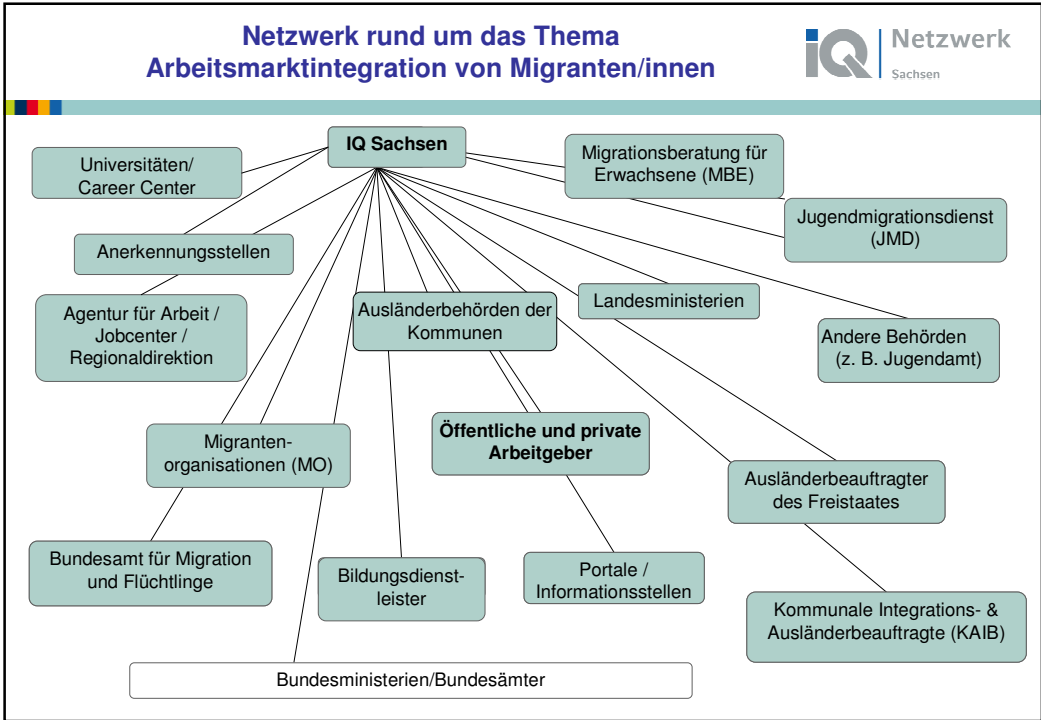 Netzwerk rund um das Thema
Arbeitsmarktintegration von Migranten/innen
iQ Netzwerk
Sachsen
IQ Sachsen
Universitäten/
Career Center
Migrationsberatung für
Erwachsene (MBE)
Jugendmigrationsdienst
(JMD)
Anerkennungsstellen
Agentur für Arbeit /
Jobcenter /
Regionaldirektion
Ausländerbehörden der
Kommunen
Landesministerien
Andere Behörden
(z. B. Jugendamt)
Migranten-
organisationen (MO)
Öffentliche und private
Arbeitgeber
Ausländerbeauftragter
des Freistaates
Bundesamt für Migration
und Flüchtlinge
Bildungsdienst-
leister
Portale /
Informationsstellen
Kommunale Integrations- &
Ausländerbeauftragte (KAIB)
Bundesministerien/Bundesämter